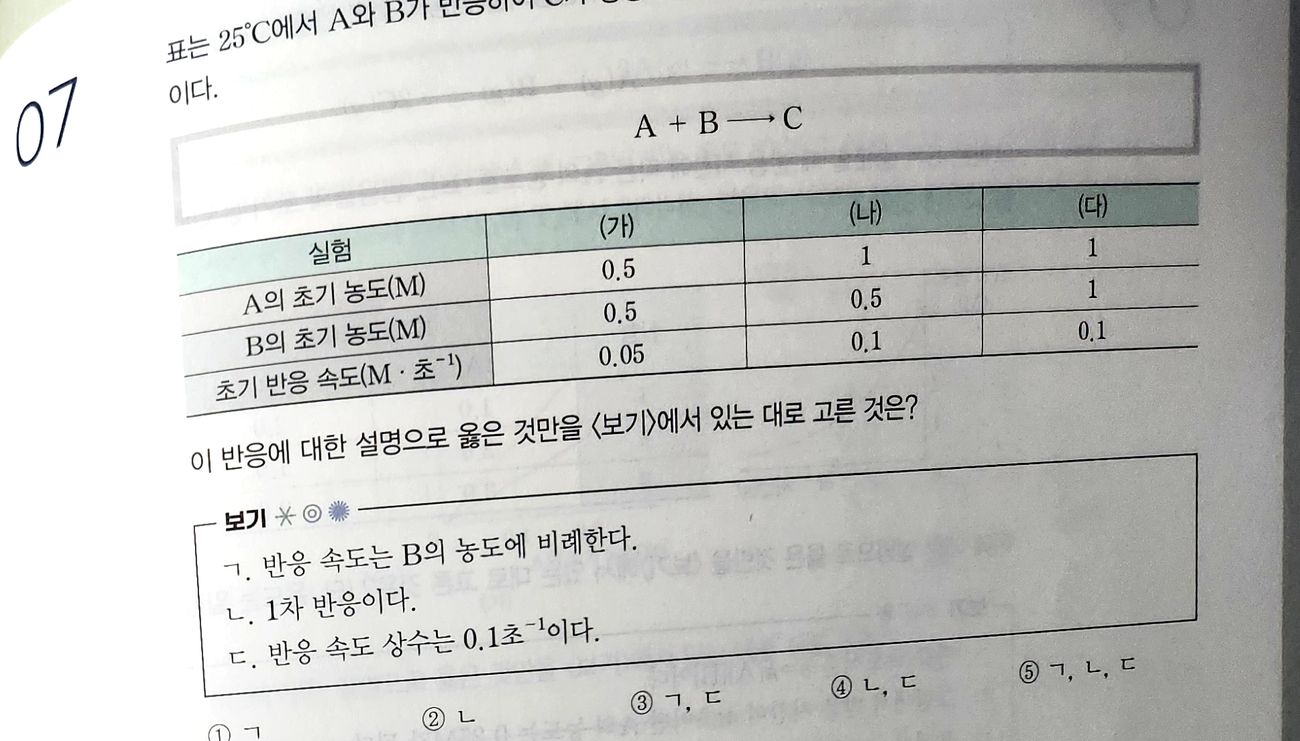 07
표는 25℃에서 A와 B가 반응하여
이다.
A + B ⟶ C
실험 (가) (나) (다)
A의 초기 농도(M) 0.5 1 1
B의 초기 농도(M) 0.5 0.5 1
초기 반응 속도(M · 초⁻¹) 0.05 0.1 0.1
이 반응에 대한 설명으로 옳은 것만을 〈보기〉에서 있는 대로 고른 것은?
보기
ㄱ. 반응 속도는 B의 농도에 비례한다.
ㄴ. 1차 반응이다.
ㄷ. 반응 속도 상수는 0.1초⁻¹이다.
① ㄱ ② ㄴ ③ ㄱ, ㄷ ④ ㄴ, ㄷ ⑤ ㄱ, ㄴ, ㄷ